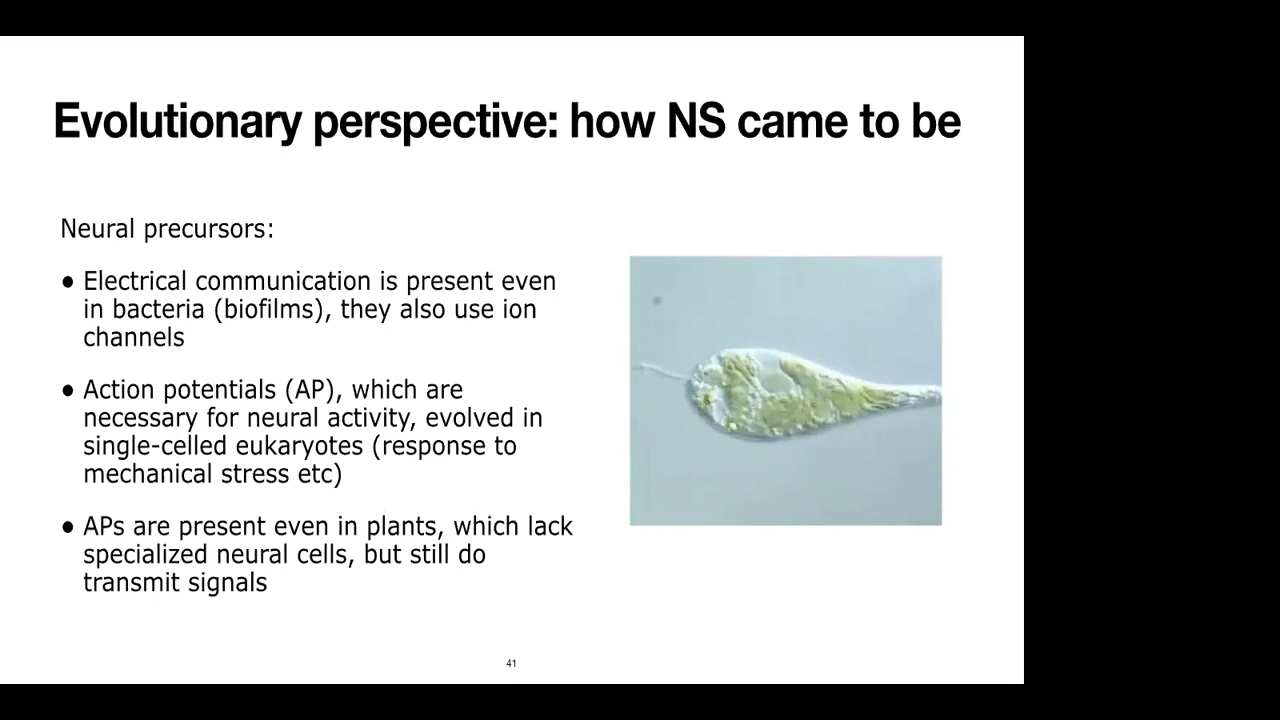 Evolutionary perspective: how NS came to be
Neural precursors:
● Electrical communication is present even
in bacteria (biofilms), they also use ion
channels
● Action potentials (AP), which are
necessary for neural activity, evolved in
single-celled eukaryotes (response to
mechanical stress etc)
● APs are present even in plants, which lack
specialized neural cells, but still do
transmit signals
41